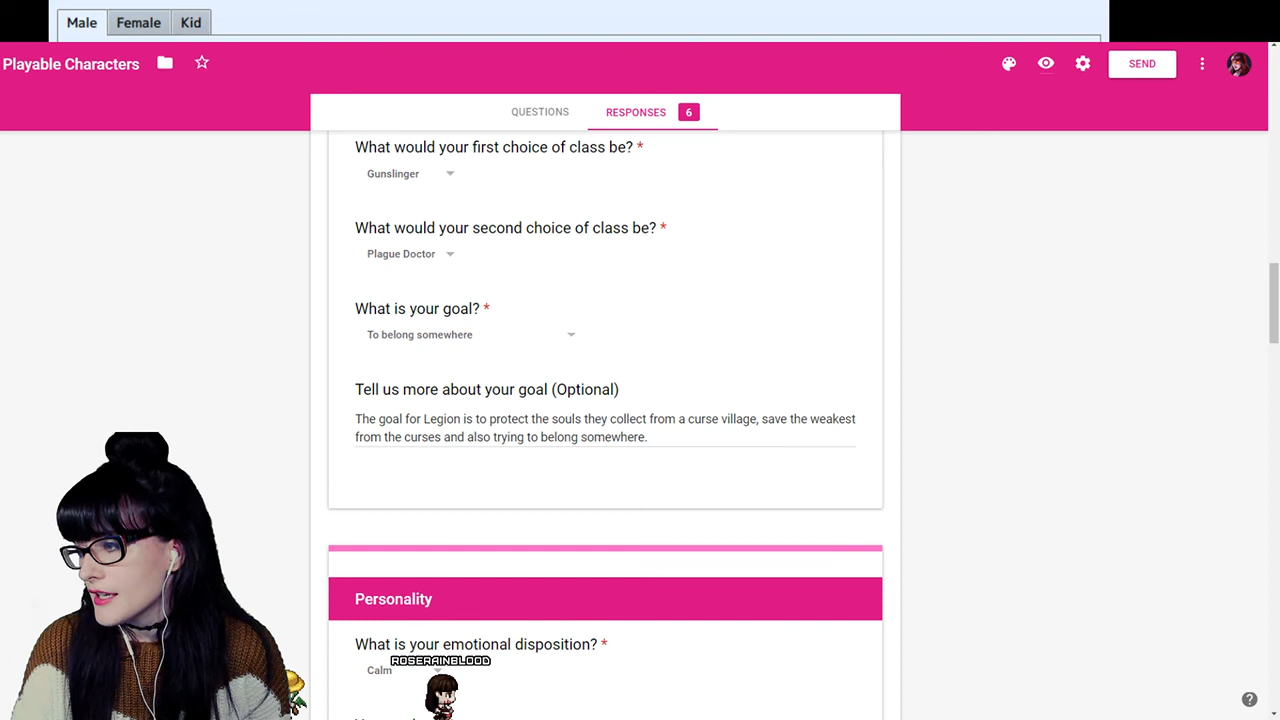 Male Female Kid
Playable Characters
SEND
QUESTIONS RESPONSES 6
What would your first choice of class be? *
Gunslinger
What would your second choice of class be? *
Plague Doctor
What is your goal? *
To belong somewhere
Tell us more about your goal (Optional)
The goal for Legion is to protect the souls they collect from a curse village, save the weakest
from the curses and also trying to belong somewhere.
Personality
What is your emotional disposition? *
ROSERAINBLOOD
Calm